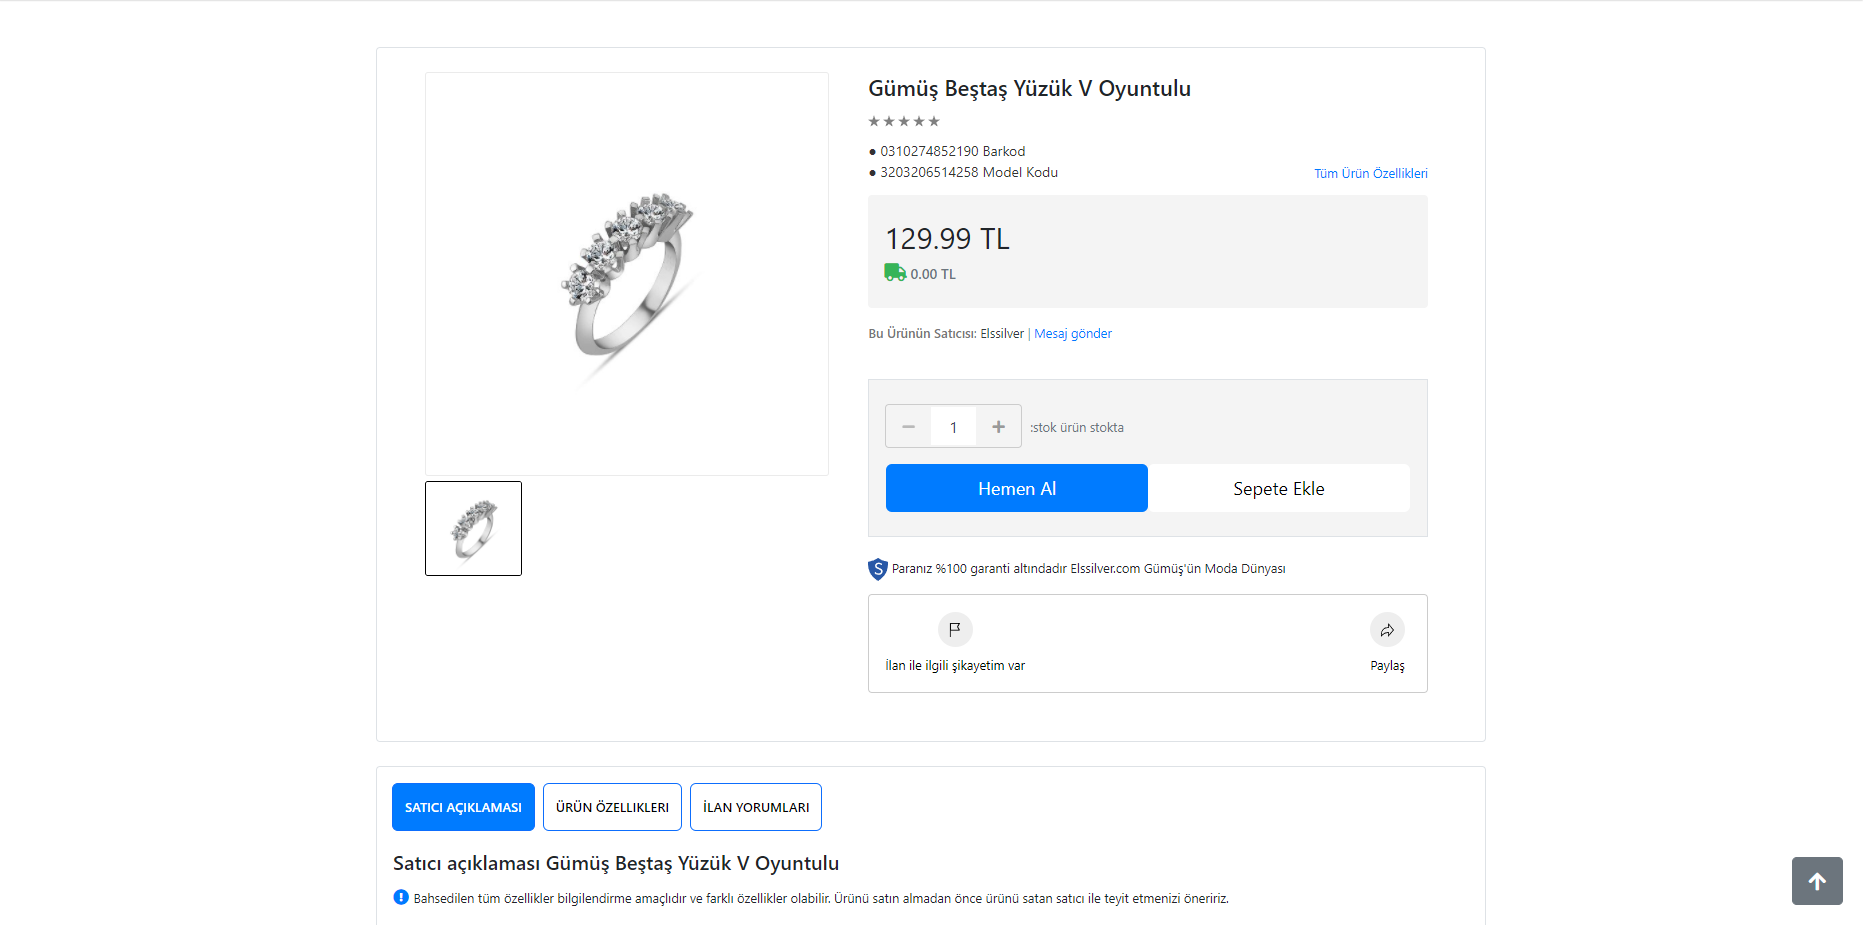 Gümüş Beştaş Yüzük V Oyuntulu
● 0310274852190 Barkod
● 3203206514258 Model Kodu
Tüm Ürün Özellikleri
129.99 TL
0.00 TL
Bu Ürünün Satıcısı: Elssilver | Mesaj gönder
1
:stok ürün stokta
Hemen Al
Sepete Ekle
S Paranız %100 garanti altındadır Elssilver.com Gümüş'ün Moda Dünyası
İlan ile ilgili şikayetim var
Paylaş
SATICI AÇIKLAMASI
ÜRÜN ÖZELLIKLERI
İLAN YORUMLARI
Satıcı açıklaması Gümüş Beştaş Yüzük V Oyuntulu
Bahsedilen tüm özellikler bilgilendirme amaçlıdır ve farklı özellikler olabilir. Ürünü satın almadan önce ürünü satan satıcı ile teyit etmenizi öneririz.